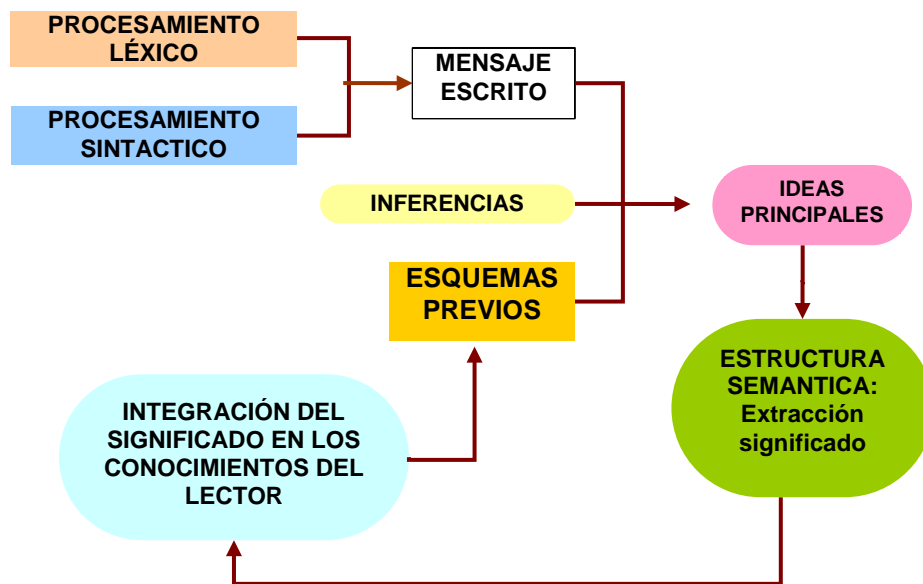 PROCESAMIENTO
LÉXICO
MENSAJE
ESCRITO
PROCESAMIENTO
SINTACTICO
INFERENCIAS
IDEAS
PRINCIPALES
ESQUEMAS
PREVIOS
ESTRUCTURA
SEMANTICA:
Extracción
significado
INTEGRACIÓN DEL
SIGNIFICADO EN LOS
CONOCIMIENTOS DEL
LECTOR